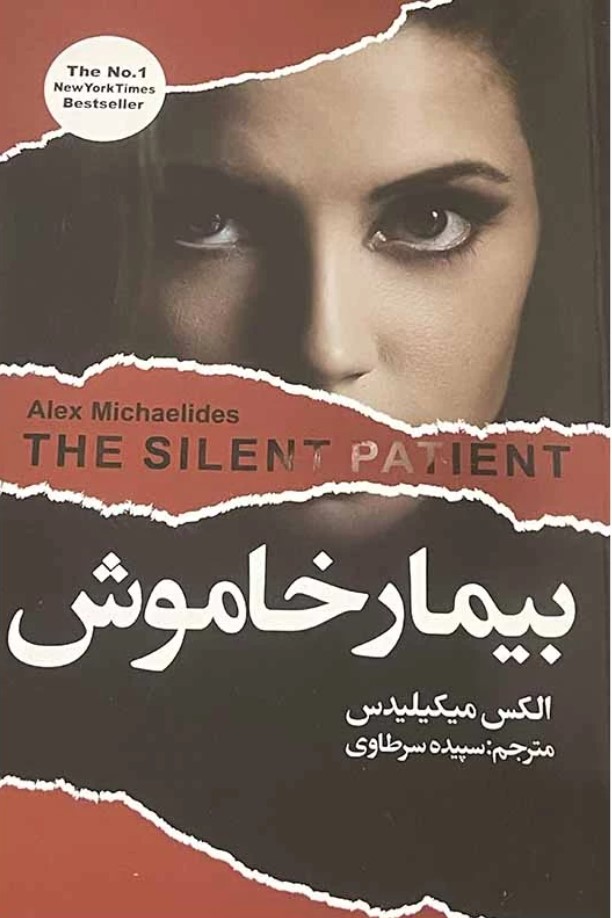 The No.1
NewYorkTimes
Bestseller
Alex Michaelides
THE SILENT PATIENT
بیمار خاموش
الکس میکیلیدس
مترجم: سپیده سرطاوی